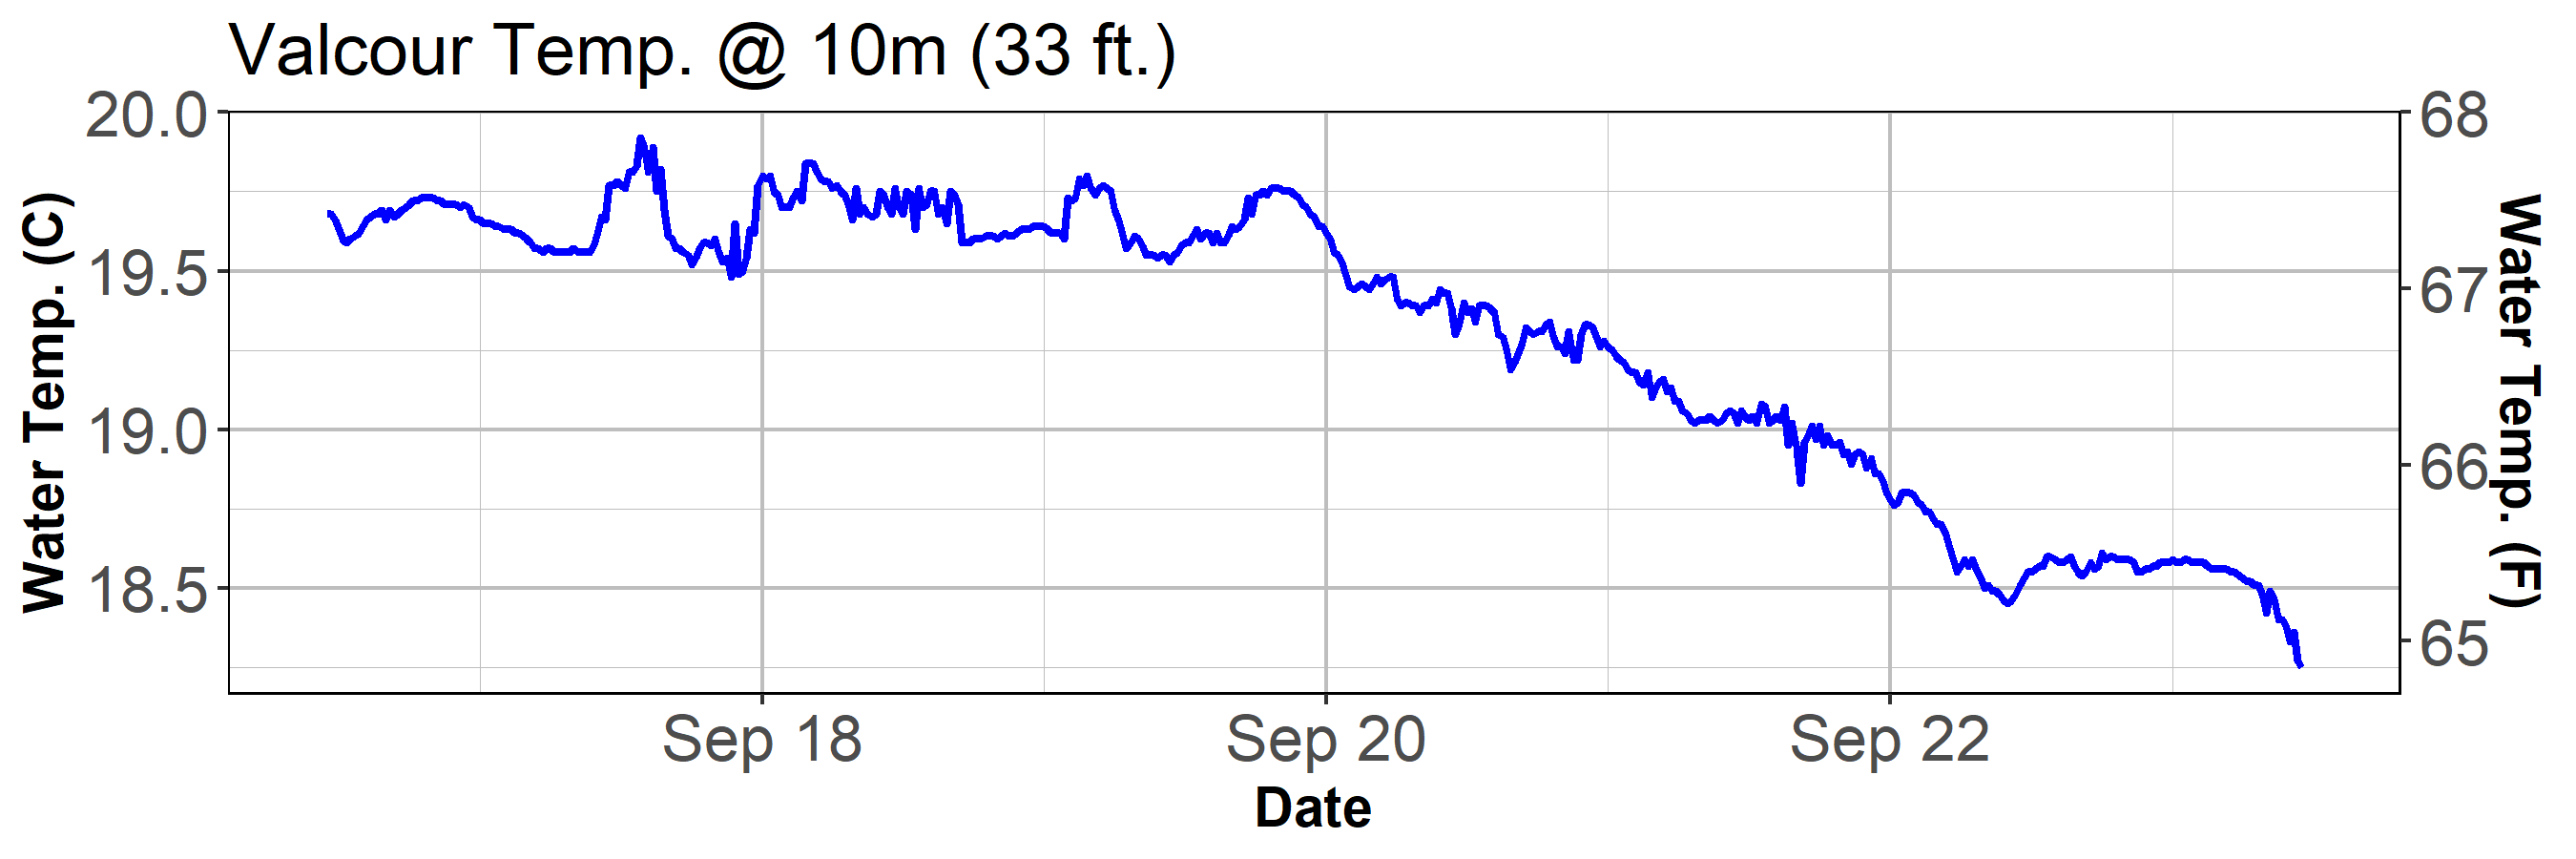 Valcour Temp. @ 10m (33 ft.)
Water Temp. (C)
20.0
19.5
19.0
18.5
68
67
66
65
Water Temp. (F)
Sep 18
Sep 20
Sep 22
Date